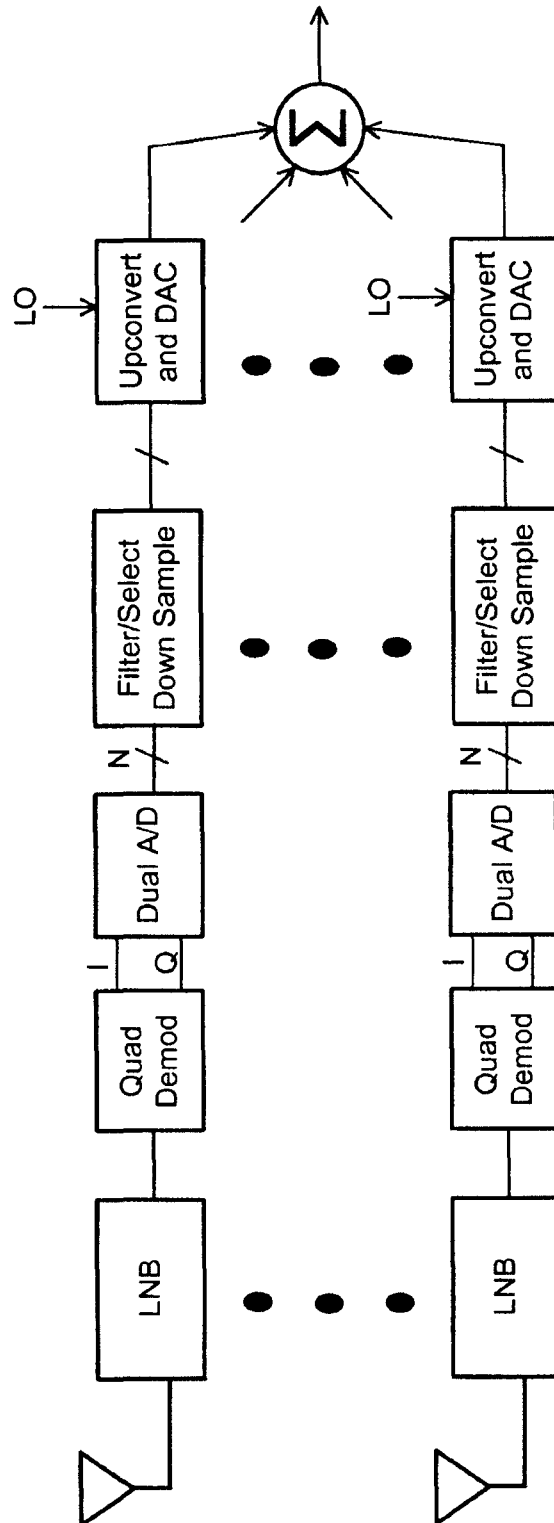 LNB
Quad
Demod
I
Q
Dual A/D
N
Filter/Select
Down Sample
LO
Upconvert
and DAC
Σ
LNB
Quad
Demod
I
Q
Dual A/D
N
Filter/Select
Down Sample
LO
Upconvert
and DAC